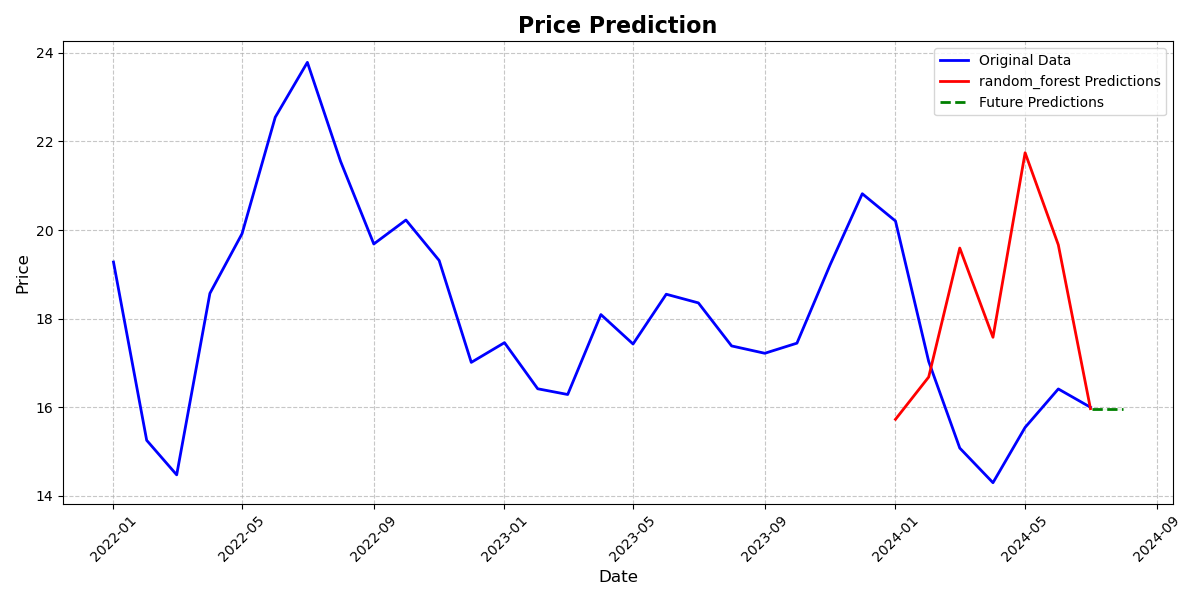 Price Prediction
Original Data
random_forest Predictions
Future Predictions
24
22
20
18
16
14
Price
2022-01
2022-05
2022-09
2023-01
2023-05
2023-09
2024-01
2024-05
2024-09
Date